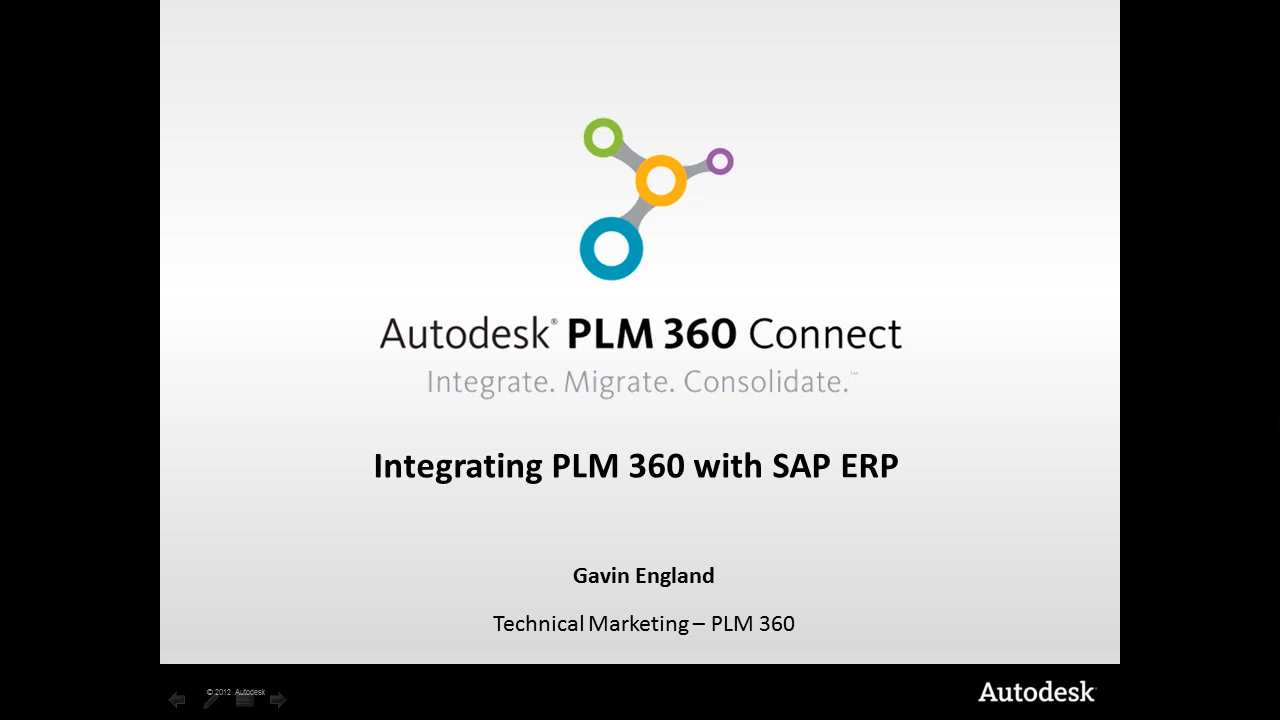 Autodesk® PLM 360 Connect
Integrate. Migrate. Consolidate.™
Integrating PLM 360 with SAP ERP
Gavin England
Technical Marketing – PLM 360
© 2012 Autodesk
Autodesk